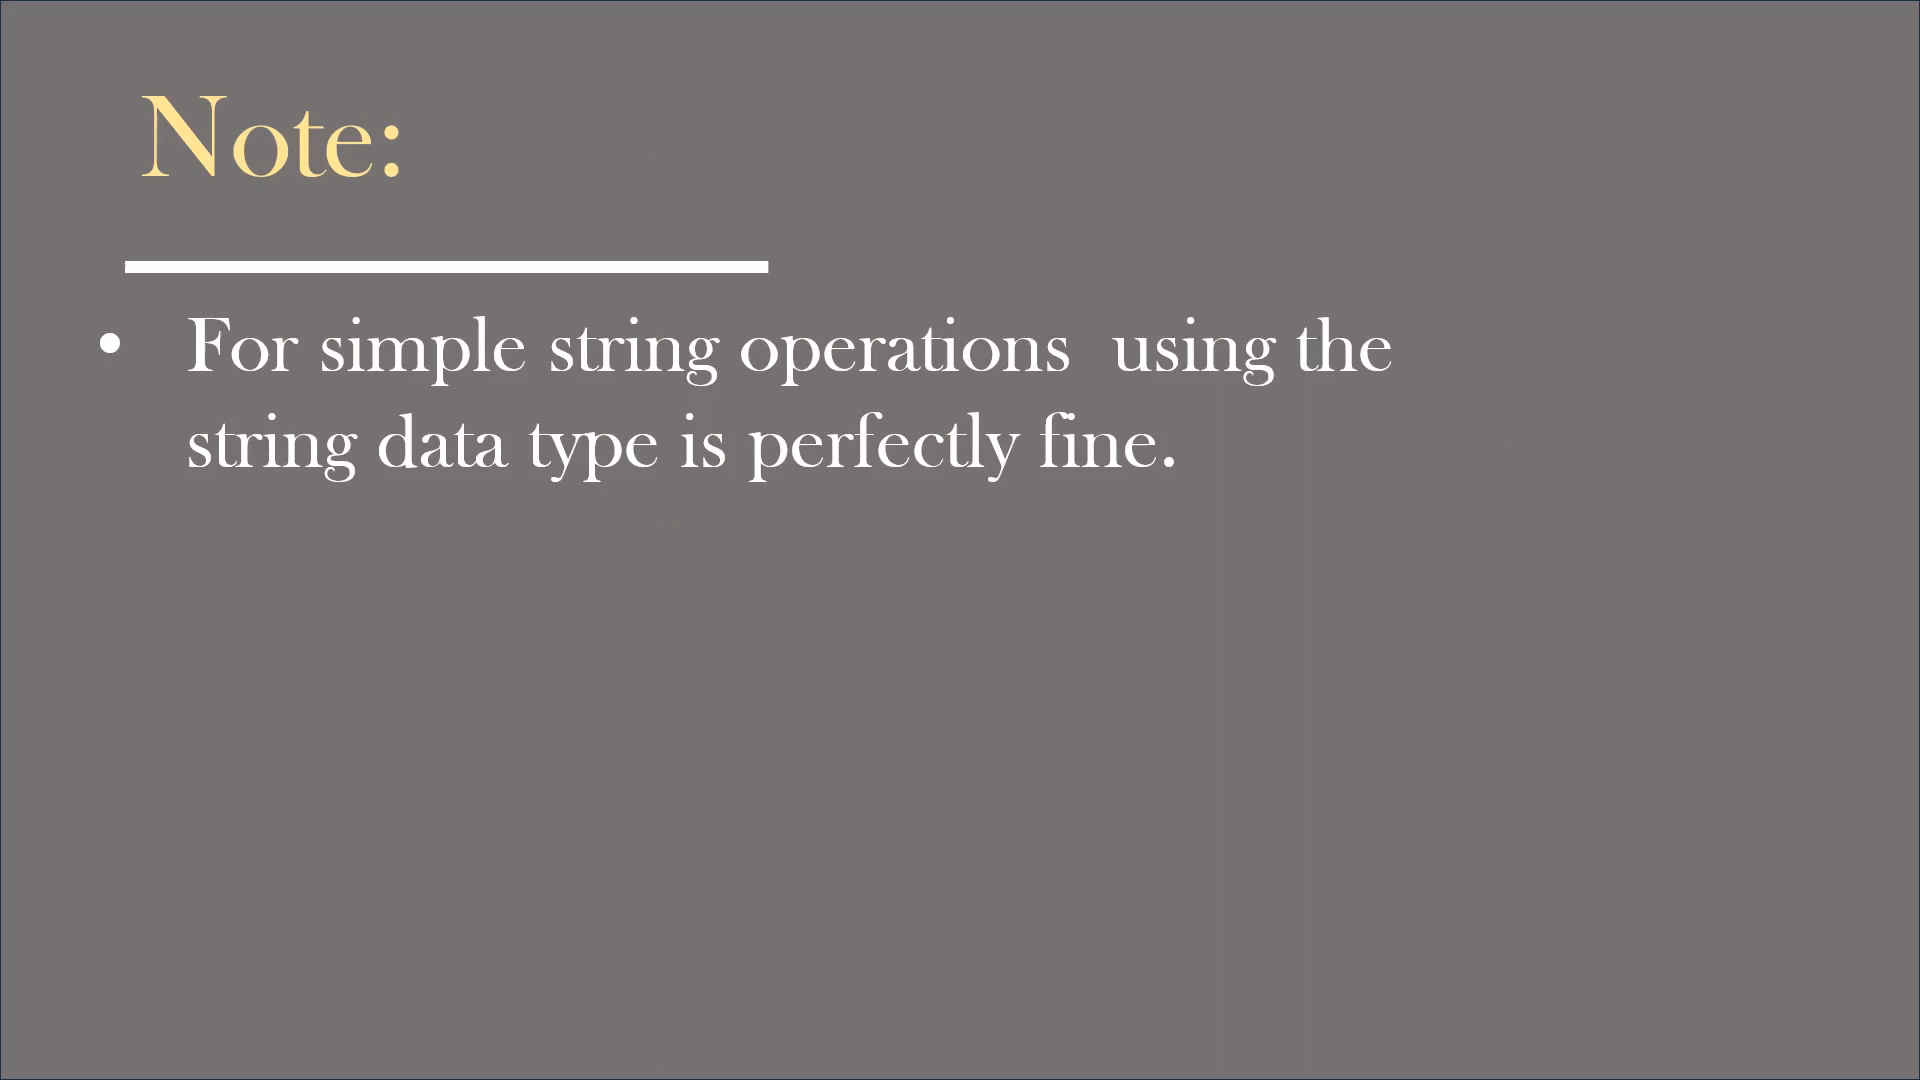 Note:
• For simple string operations  using the
string data type is perfectly fine.